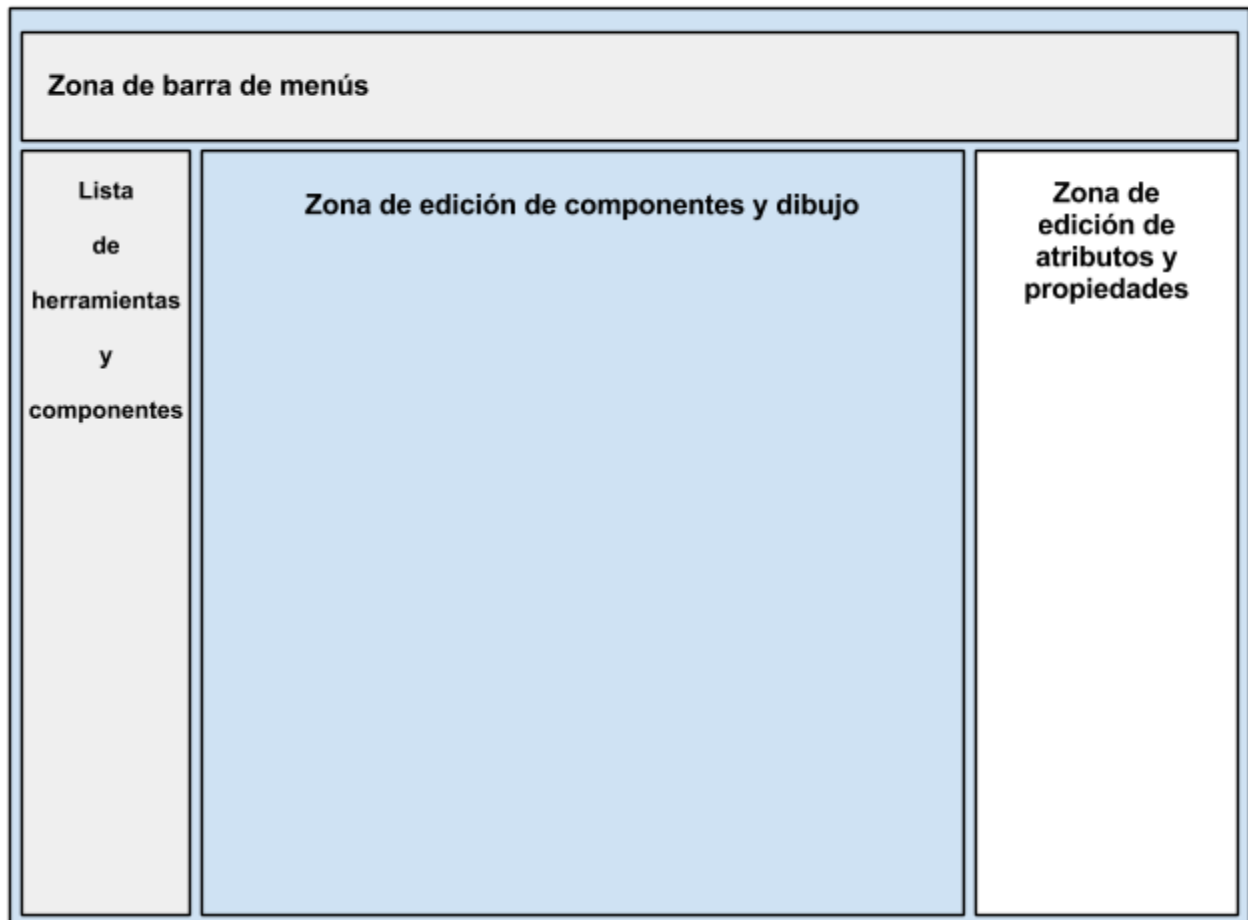 Zona de barra de menús
Lista
de
herramientas
y
componentes
Zona de edición de componentes y dibujo
Zona de
edición de
atributos y
propiedades